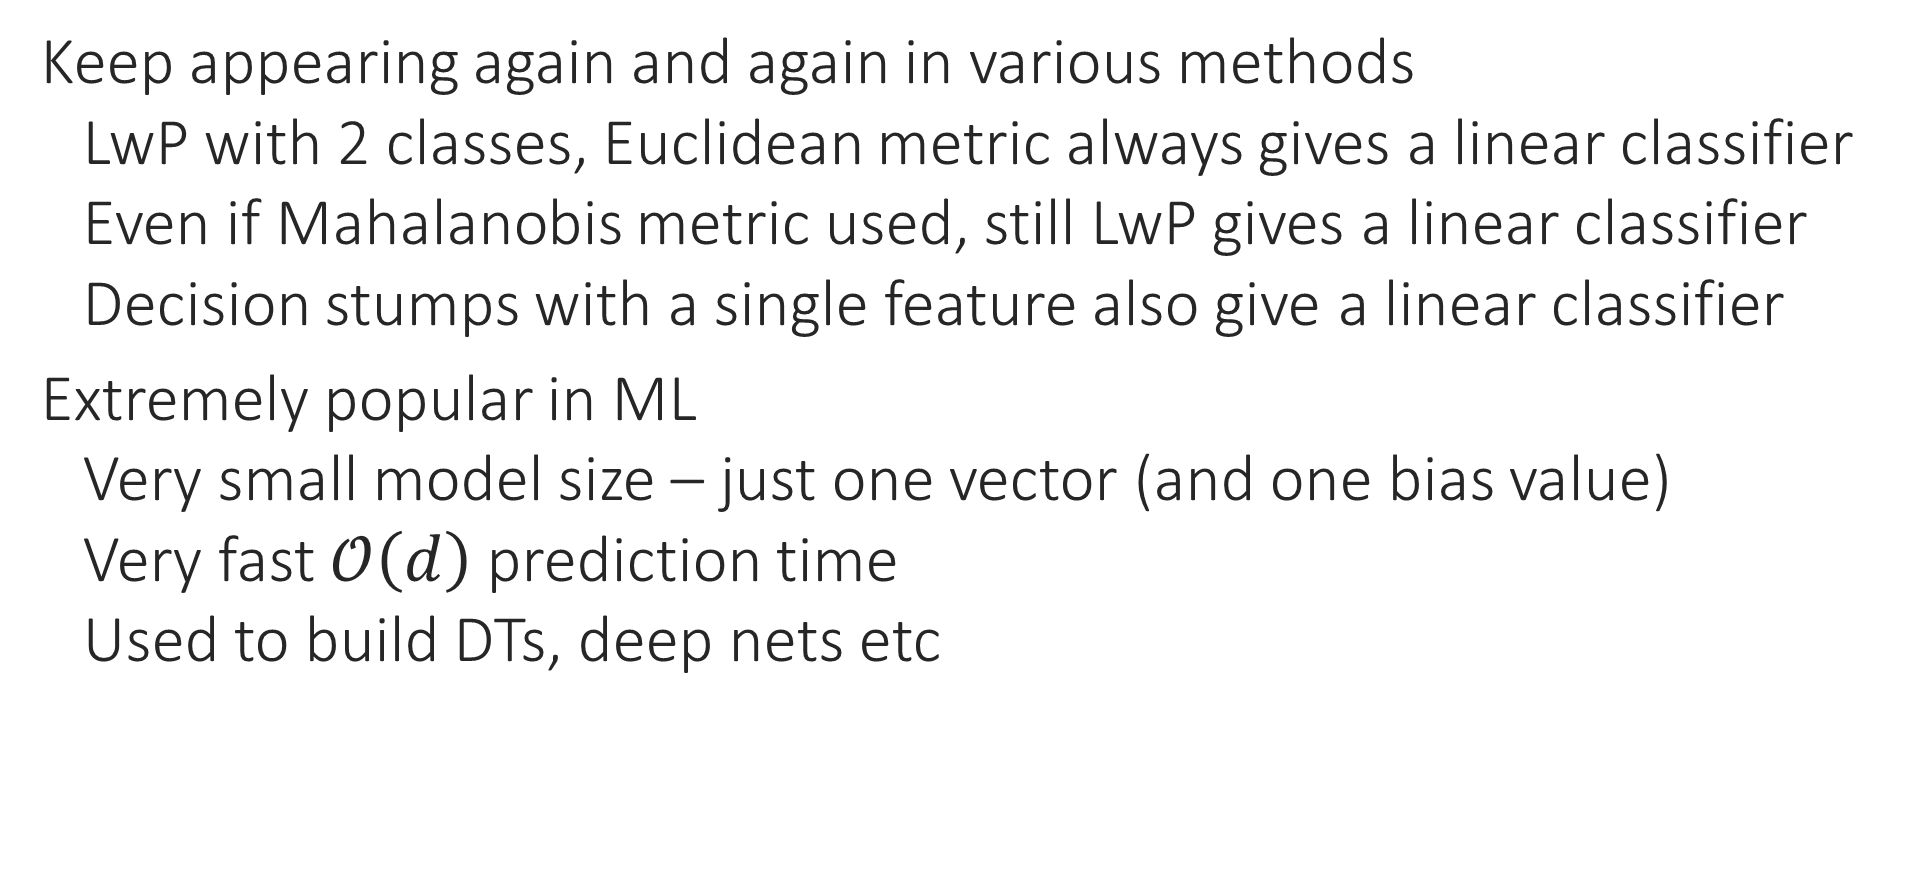 Keep appearing again and again in various methods
LwP with 2 classes, Euclidean metric always gives a linear classifier
Even if Mahalanobis metric used, still LwP gives a linear classifier
Decision stumps with a single feature also give a linear classifier
Extremely popular in ML
Very small model size – just one vector (and one bias value)
Very fast 𝒪(𝑑) prediction time
Used to build DTs, deep nets etc